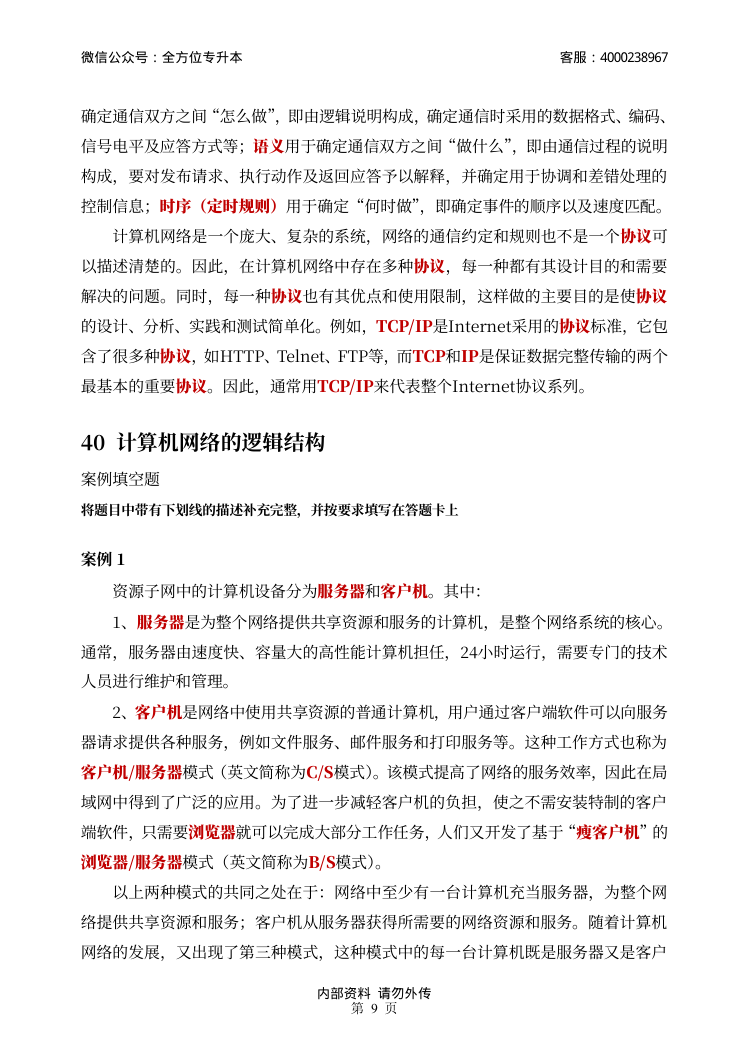 微信公众号：全方位专升本 客服：4000238967
确定通信双方之间“怎么做”，即由逻辑说明构成，确定通信时采用的数据格式、编码、
信号电平及应答方式等；语义用于确定通信双方之间“做什么”，即由通信过程的说明
构成，要对发布请求、执行动作及返回应答予以解释，并确定用于协调和差错处理的
控制信息；时序（定时规则）用于确定“何时做”，即确定事件的顺序以及速度匹配。
计算机网络是一个庞大、复杂的系统，网络的通信约定和规则也不是一个协议可
以描述清楚的。因此，在计算机网络中存在多种协议，每一种都有其设计目的和需要
解决的问题。同时，每一种协议也有其优点和使用限制，这样做的主要目的是使协议
的设计、分析、实践和测试简单化。例如，TCP/IP是Internet采用的协议标准，它包
含了很多种协议，如HTTP、Telnet、FTP等，而TCP和IP是保证数据完整传输的两个
最基本的重要协议。因此，通常用TCP/IP来代表整个Internet协议系列。
40 计算机网络的逻辑结构
案例填空题
将题目中带有下划线的描述补充完整，并按要求填写在答题卡上
案例 1
资源子网中的计算机设备分为服务器和客户机。其中：
1、服务器是为整个网络提供共享资源和服务的计算机，是整个网络系统的核心。
通常，服务器由速度快、容量大的高性能计算机担任，24小时运行，需要专门的技术
人员进行维护和管理。
2、客户机是网络中使用共享资源的普通计算机，用户通过客户端软件可以向服务
器请求提供各种服务，例如文件服务、邮件服务和打印服务等。这种工作方式也称为
客户机/服务器模式（英文简称为C/S模式）。该模式提高了网络的服务效率，因此在局
域网中得到了广泛的应用。为了进一步减轻客户机的负担，使之不需安装特制的客户
端软件，只需要浏览器就可以完成大部分工作任务，人们又开发了基于“瘦客户机”的
浏览器/服务器模式（英文简称为B/S模式）。
以上两种模式的共同之处在于：网络中至少有一台计算机充当服务器，为整个网
络提供共享资源和服务；客户机从服务器获得所需要的网络资源和服务。随着计算机
网络的发展，又出现了第三种模式，这种模式中的每一台计算机既是服务器又是客户
内部资料 请勿外传
第 9 页